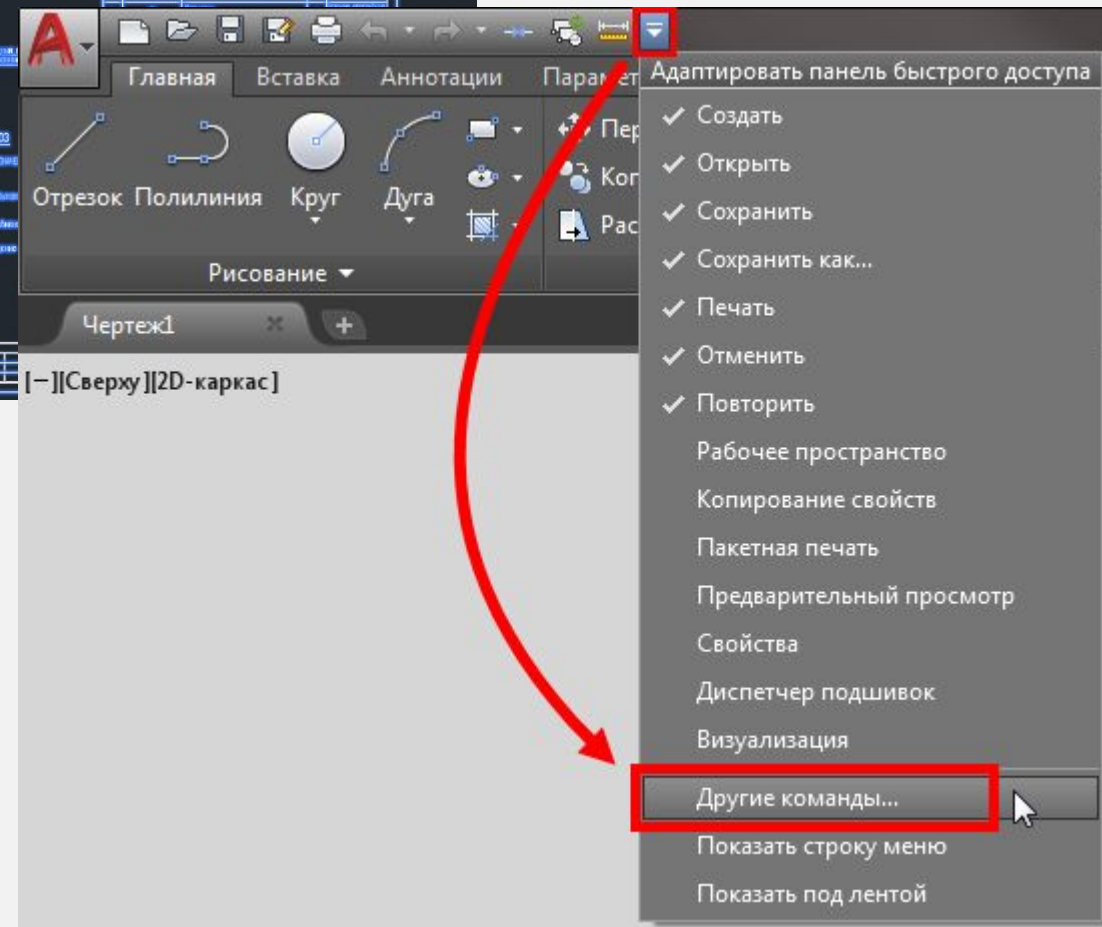 Главная Вставка Аннотации
Адаптировать панель быстрого доступа
Отрезок Полилиния Круг Дуга
Рисование
Чертеж1
[−][Сверху][2D-каркас]
Создать
Открыть
Сохранить
Сохранить как...
Печать
Отменить
Повторить
Рабочее пространство
Копирование свойств
Пакетная печать
Предварительный просмотр
Свойства
Диспетчер подшивок
Визуализация
Другие команды...
Показать строку меню
Показать под лентой